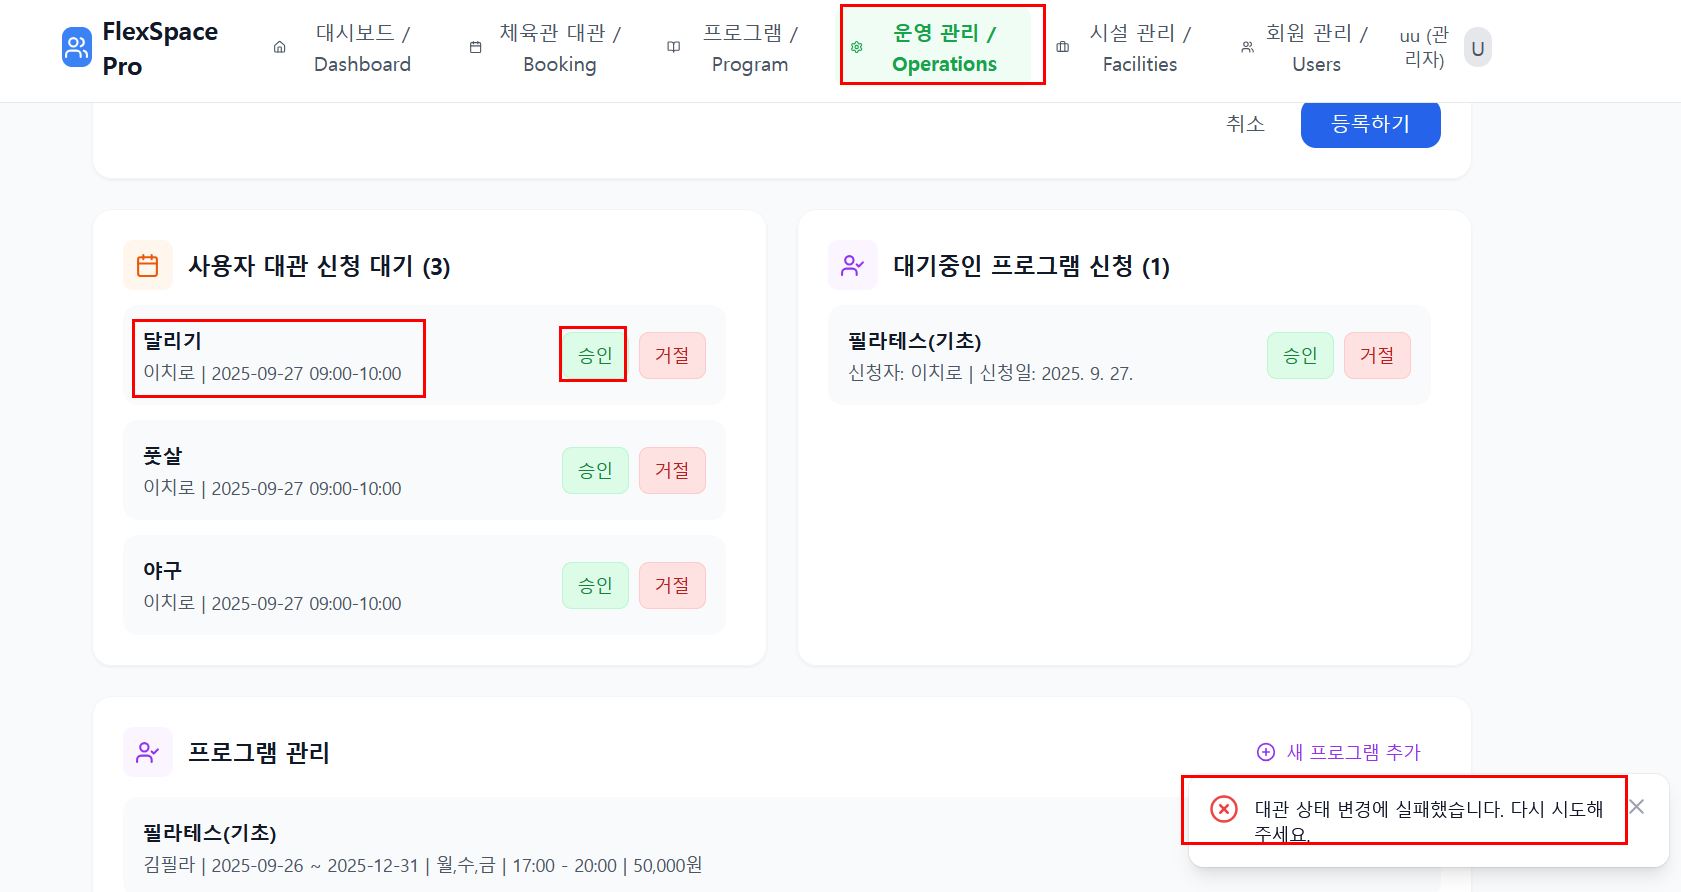 FlexSpace
Pro
대시보드 /
Dashboard
체육관 대관 /
Booking
프로그램 /
Program
운영 관리 /
Operations
시설 관리 /
Facilities
회원 관리 /
Users
uu (관
리자)
U
취소
등록하기
사용자 대관 신청 대기 (3)
달리기
이치로 | 2025-09-27 09:00-10:00
승인
거절
풋살
이치로 | 2025-09-27 09:00-10:00
승인
거절
야구
이치로 | 2025-09-27 09:00-10:00
승인
거절
대기중인 프로그램 신청 (1)
필라테스(기초)
신청자: 이치로 | 신청일: 2025. 9. 27.
승인
거절
프로그램 관리
새 프로그램 추가
필라테스(기초)
김필라 | 2025-09-26 ~ 2025-12-31 | 월,수,금 | 17:00 - 20:00 | 50,000원
대관 상태 변경에 실패했습니다. 다시 시도해
주세요.